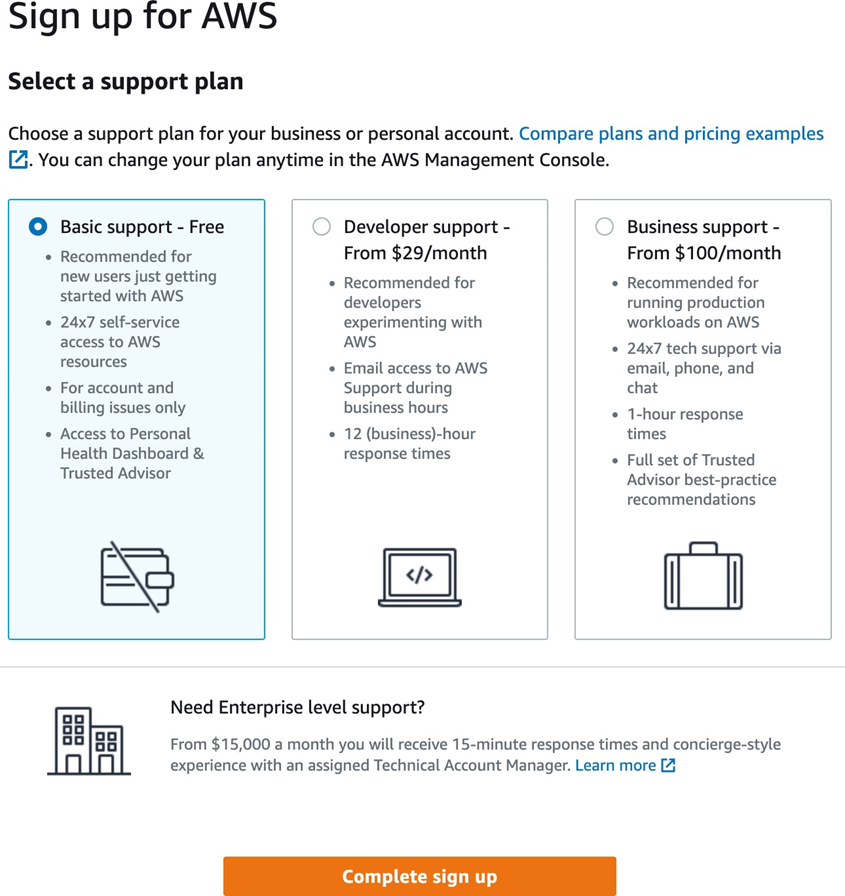 Sign up for AWS
Select a support plan
Choose a support plan for your business or personal account. Compare plans and pricing examples
. You can change your plan anytime in the AWS Management Console.
Basic support - Free
• Recommended for
new users just getting
started with AWS
• 24x7 self-service
access to AWS
resources
• For account and
billing issues only
• Access to Personal
Health Dashboard &
Trusted Advisor
Developer support -
From $29/month
• Recommended for
developers
experimenting with
AWS
• Email access to AWS
Support during
business hours
• 12 (business)-hour
response times
</>
Business support -
From $100/month
• Recommended for
running production
workloads on AWS
• 24x7 tech support via
email, phone, and
chat
• 1-hour response
times
• Full set of Trusted
Advisor best-practice
recommendations
Need Enterprise level support?
From $15,000 a month you will receive 15-minute response times and concierge-style
experience with an assigned Technical Account Manager. Learn more
Complete sign up